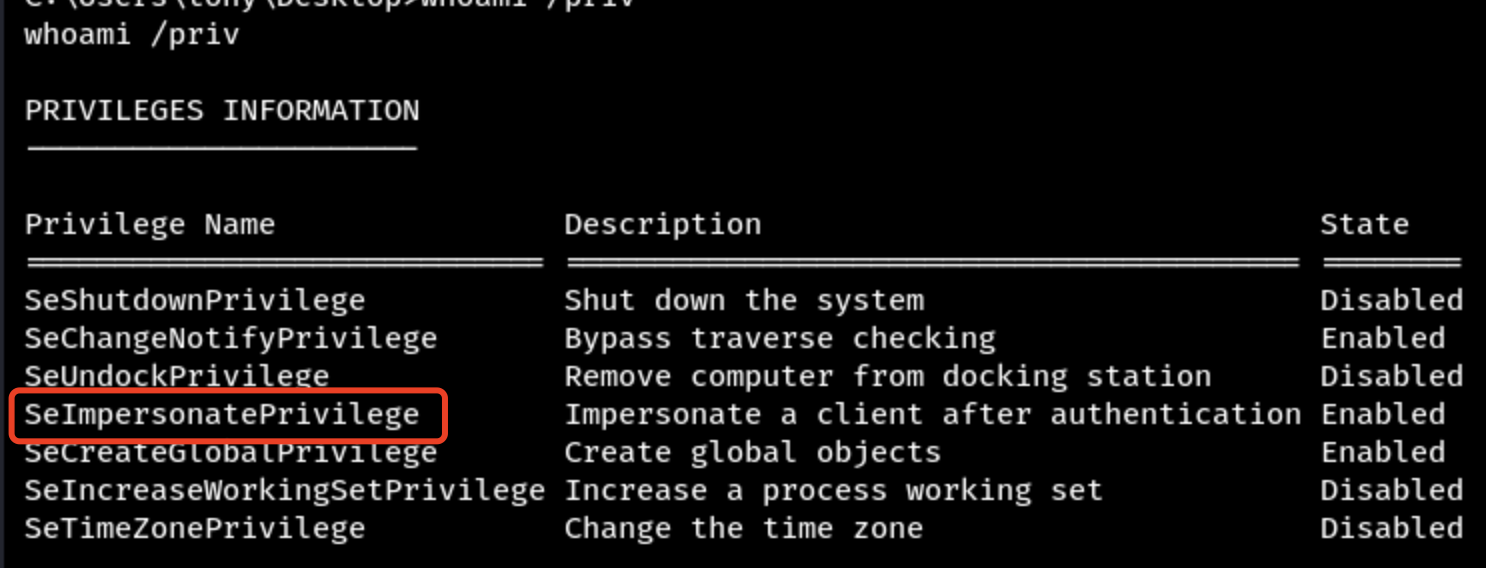 C:\Users\tony\Desktop>whoami /priv
whoami /priv
PRIVILEGES INFORMATION
Privilege Name Description State
SeShutdownPrivilege Shut down the system Disabled
SeChangeNotifyPrivilege Bypass traverse checking Enabled
SeUndockPrivilege Remove computer from docking station Disabled
SeImpersonatePrivilege Impersonate a client after authentication Enabled
SeCreateGlobalPrivilege Create global objects Enabled
SeIncreaseWorkingSetPrivilege Increase a process working set Disabled
SeTimeZonePrivilege Change the time zone Disabled